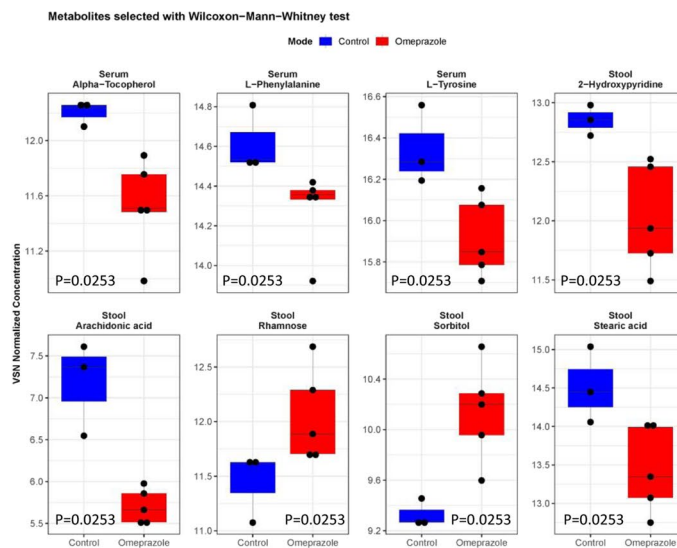 Metabolites selected with Wilcoxon−Mann−Whitney test
Mode Control Omeprazole
VSN Normalized Concentration
Serum
Alpha−Tocopherol
12.0
11.6
11.2
P=0.0253
Serum
L−Phenylalanine
14.8
14.6
14.4
14.2
14.0
P=0.0253
Serum
L−Tyrosine
16.6
16.4
16.2
16.0
15.8
P=0.0253
Stool
2−Hydroxypyridine
13.0
12.5
12.0
11.5
P=0.0253
Stool
Arachidonic acid
7.5
7.0
6.5
6.0
5.5
P=0.0253
Control Omeprazole
Stool
Rhamnose
12.5
12.0
11.5
11.0
P=0.0253
Control Omeprazole
Stool
Sorbitol
10.4
10.0
9.6
9.2
P=0.0253
Control Omeprazole
Stool
Stearic acid
15.0
14.5
14.0
13.5
13.0
P=0.0253
Control Omeprazole